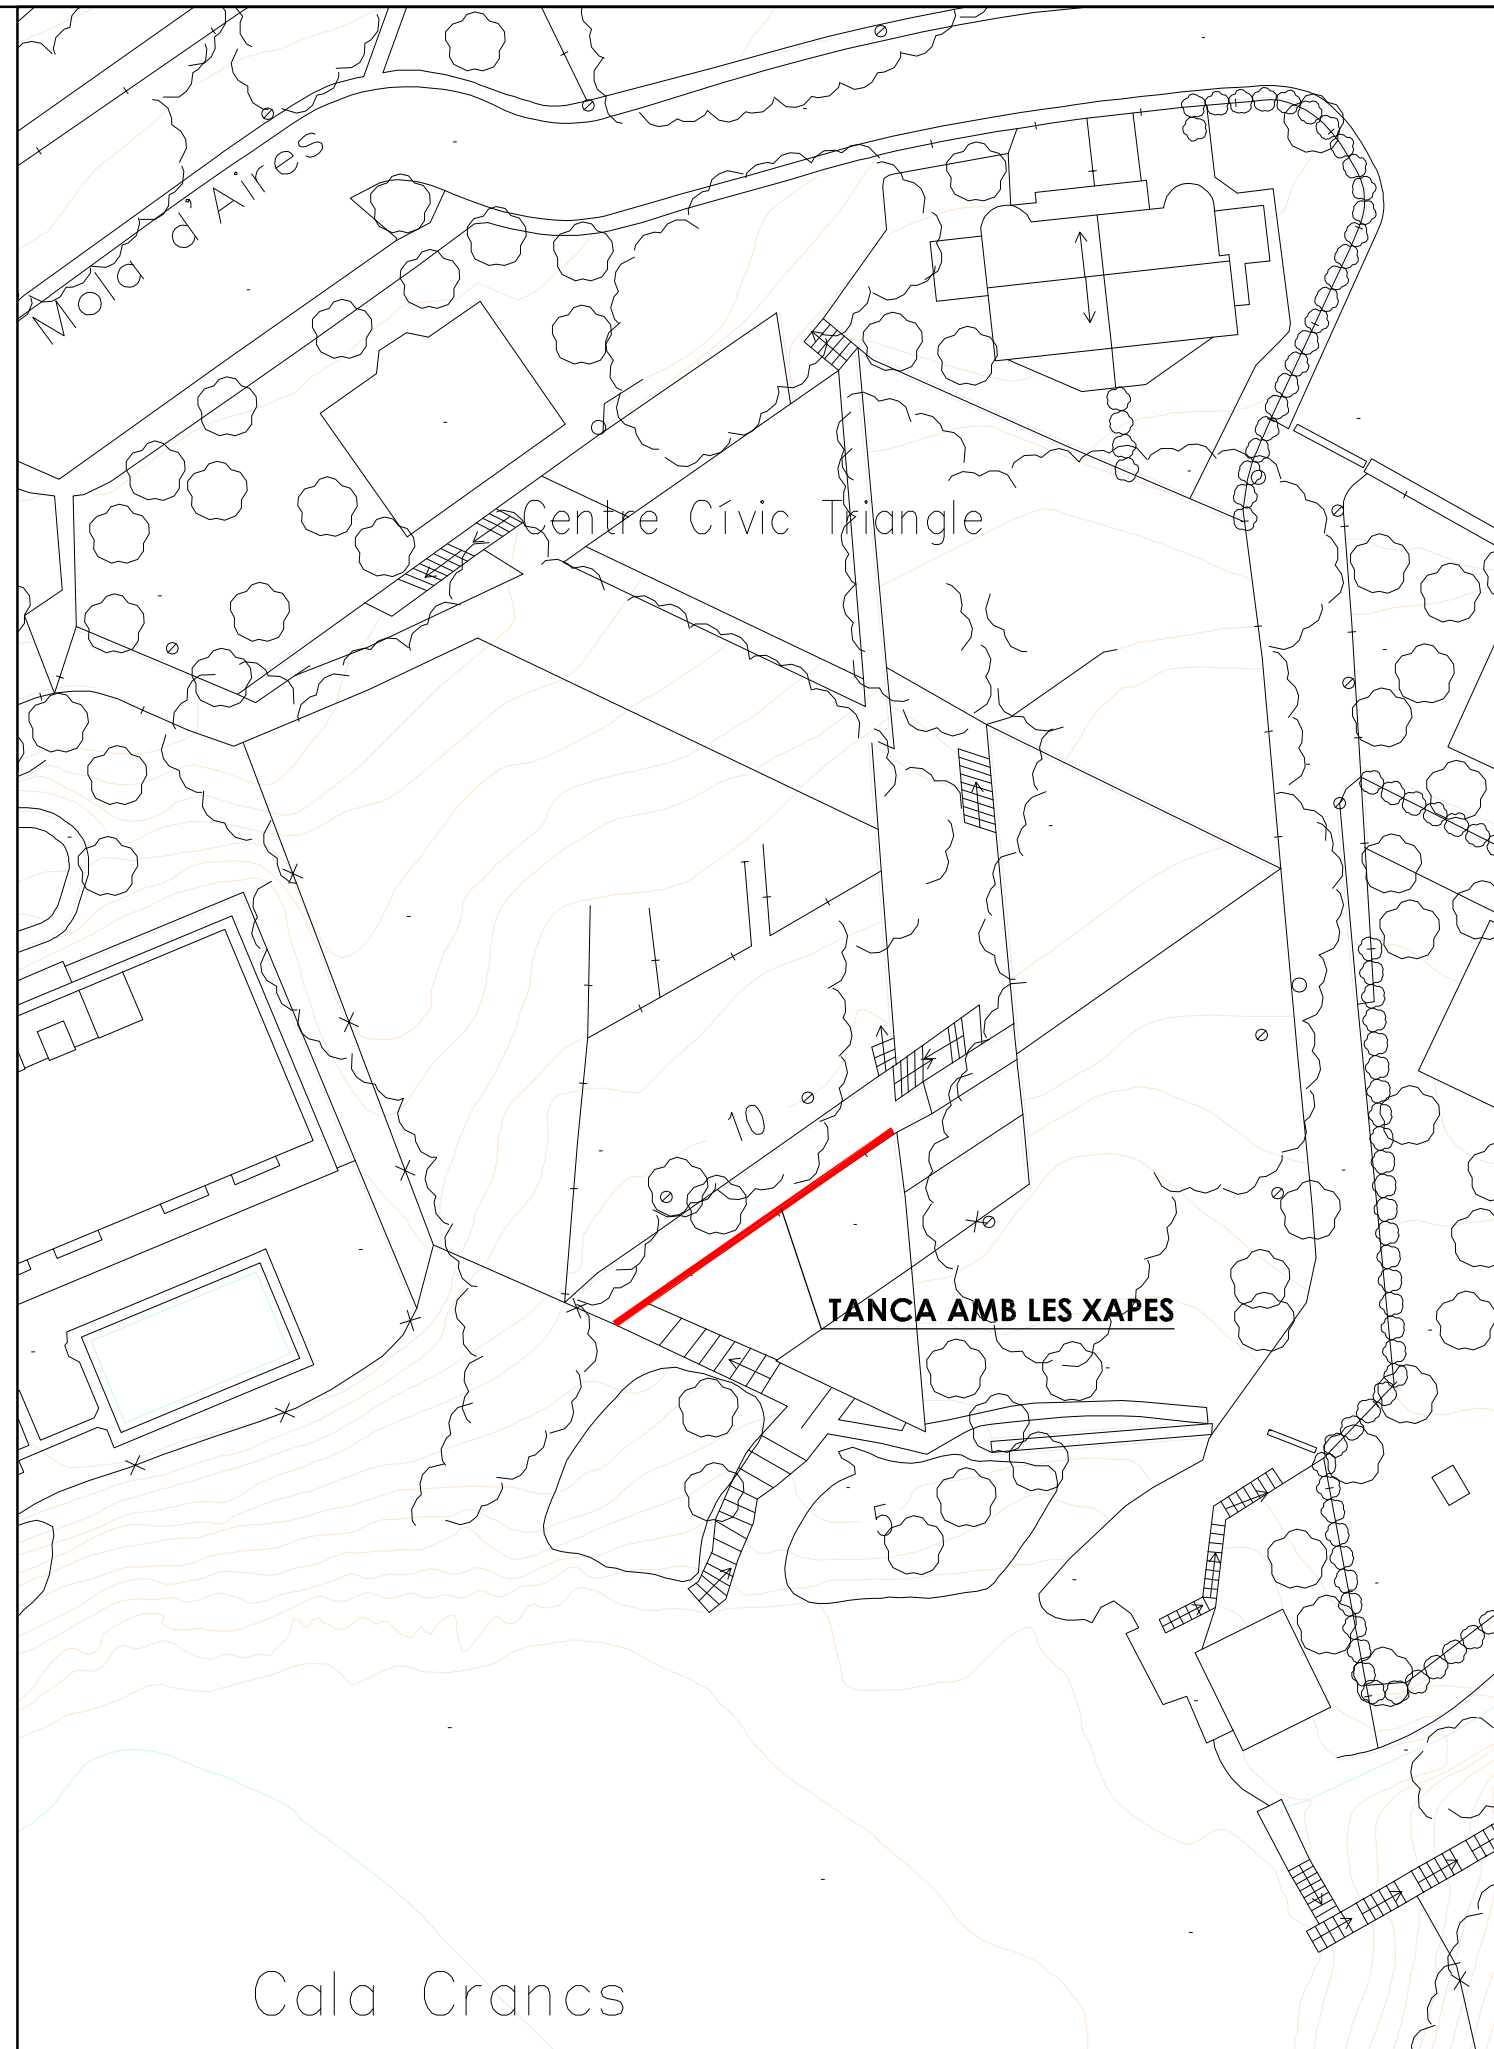 Mola d'Aires
Centre Cívic Triangle
10
TANCA AMB LES XAPES
5
Cala Crancs